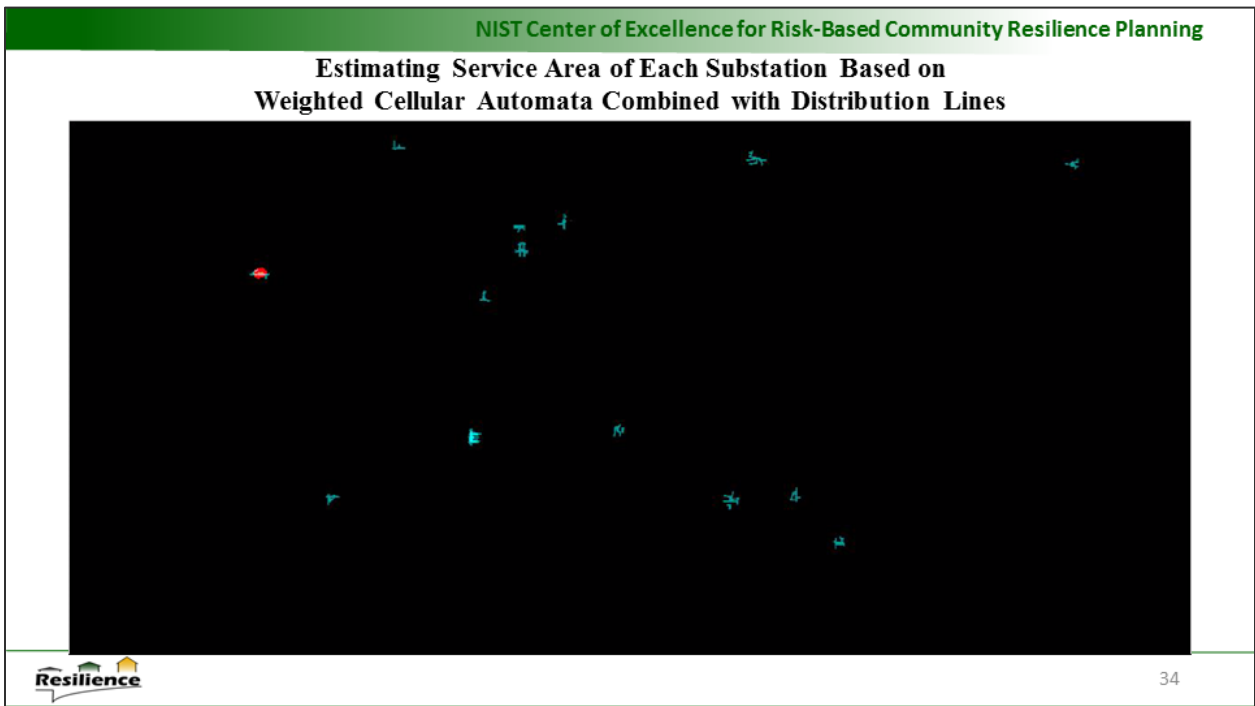 NIST Center of Excellence for Risk-Based Community Resilience Planning
Estimating Service Area of Each Substation Based on
Weighted Cellular Automata Combined with Distribution Lines
Resilience
34